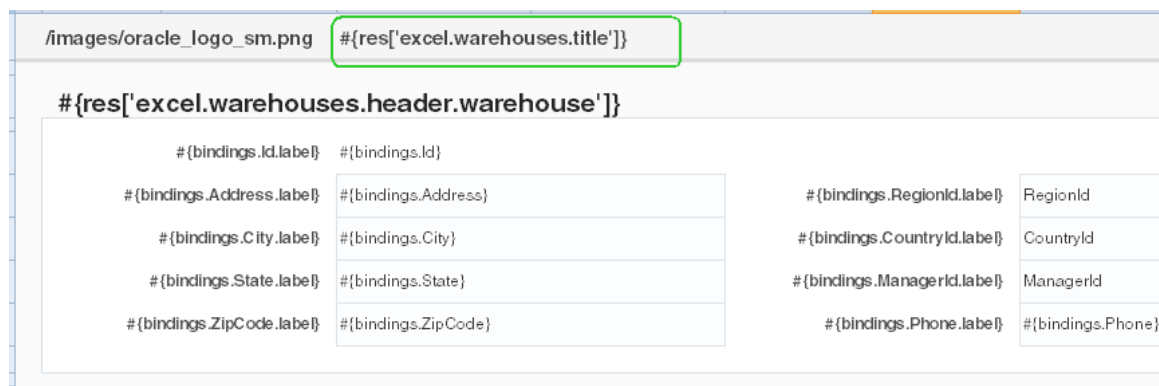 /images/oracle_logo_sm.png #{res['excel.warehouses.title']}
#{res['excel.warehouses.header.warehouse']}
#{bindings.Id.label} #{bindings.Id}
#{bindings.Address.label} #{bindings.Address} #{bindings.RegionId.label} RegionId
#{bindings.City.label} #{bindings.City} #{bindings.CountryId.label} CountryId
#{bindings.State.label} #{bindings.State} #{bindings.ManagerId.label} ManagerId
#{bindings.ZipCode.label} #{bindings.ZipCode} #{bindings.Phone.label} #{bindings.Phone}